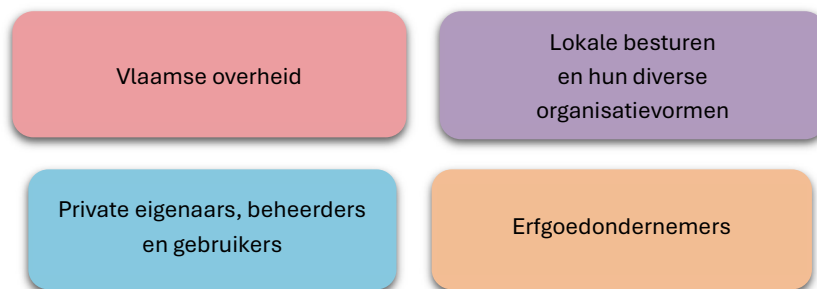 Vlaamse overheid
Lokale besturen
en hun diverse
organisatievormen
Private eigenaars, beheerders
en gebruikers
Erfgoedondernemers